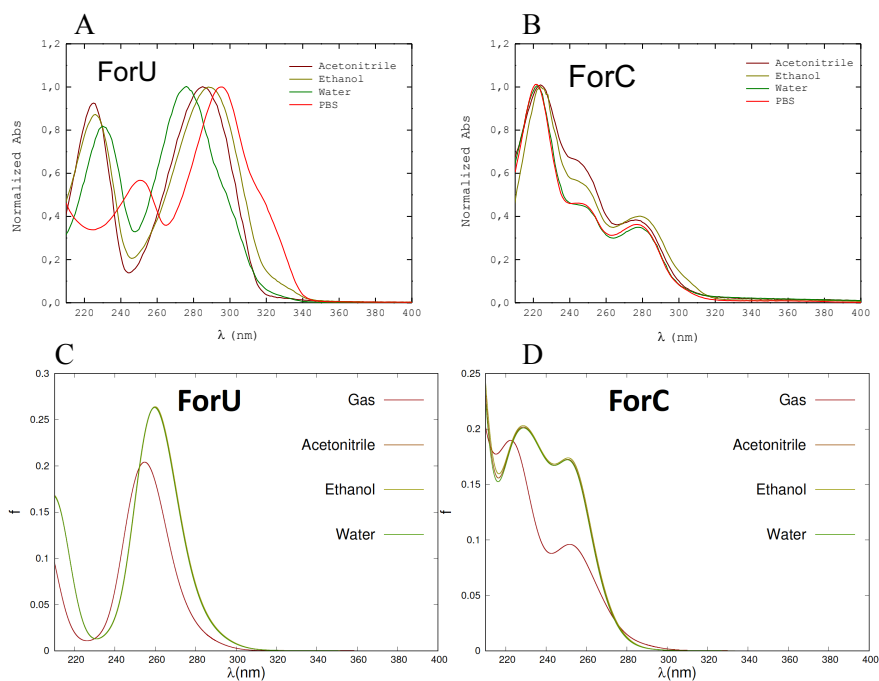 A
ForU
Acetonitrile
Ethanol
Water
PBS
1,2
1,0
0,8
0,6
0,4
0,2
0,0
Normalized Abs
220 240 260 280 300 320 340 360 380 400
λ (nm)
B
ForC
Acetonitrile
Ethanol
Water
PBS
1,2
1,0
0,8
0,6
0,4
0,2
0,0
Normalized Abs
220 240 260 280 300 320 340 360 380 400
λ (nm)
C
ForU
Gas
Acetonitrile
Ethanol
Water
0.3
0.25
0.2
0.15
0.1
0.05
0
f
220 240 260 280 300 320 340 360 380 400
λ(nm)
D
ForC
Gas
Acetonitrile
Ethanol
Water
0.25
0.2
0.15
0.1
0.05
0
f
220 240 260 280 300 320 340 360 380 400
λ(nm)